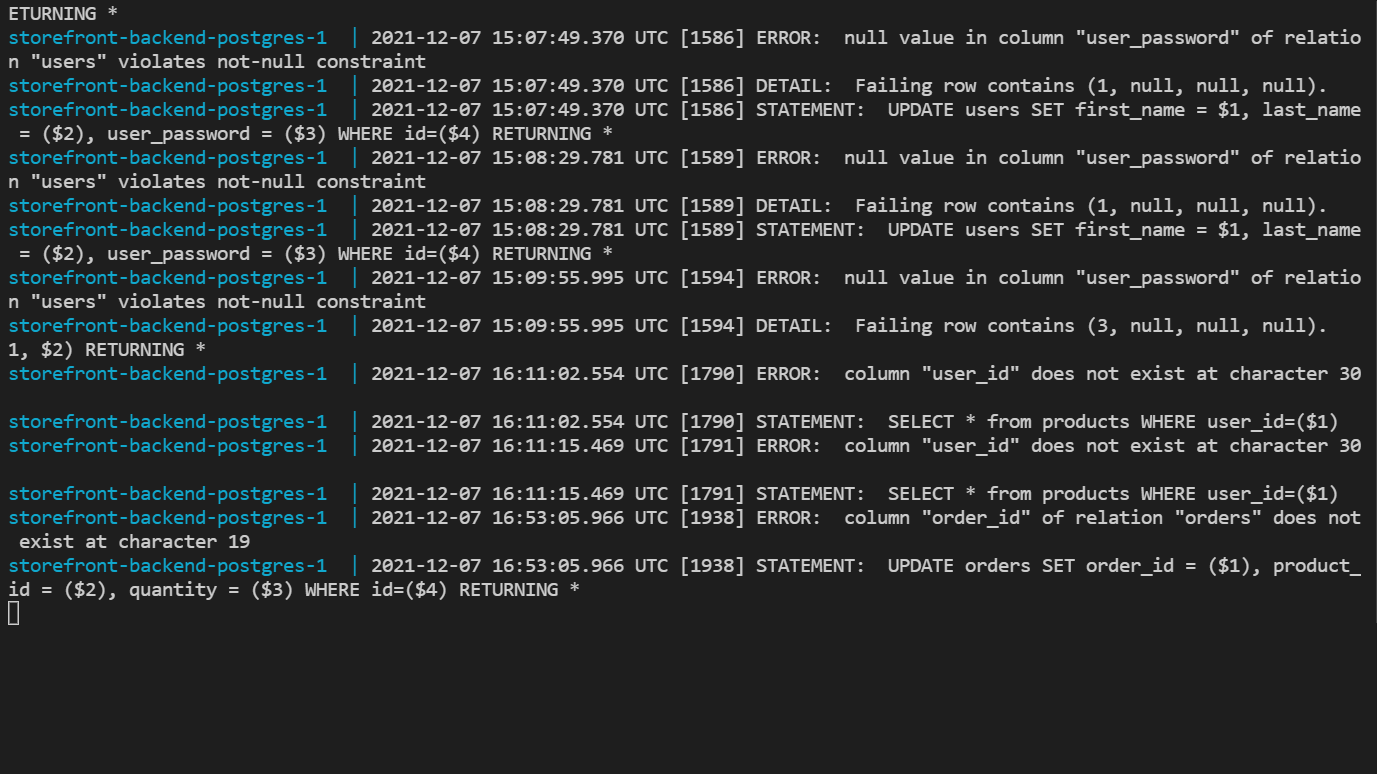 ETURNING *
storefront-backend-postgres-1  | 2021-12-07 15:07:49.370 UTC [1586] ERROR:  null value in column "user_password" of relatio
n "users" violates not-null constraint
storefront-backend-postgres-1  | 2021-12-07 15:07:49.370 UTC [1586] DETAIL:  Failing row contains (1, null, null, null).
storefront-backend-postgres-1  | 2021-12-07 15:07:49.370 UTC [1586] STATEMENT:  UPDATE users SET first_name = $1, last_name
 = ($2), user_password = ($3) WHERE id=($4) RETURNING *
storefront-backend-postgres-1  | 2021-12-07 15:08:29.781 UTC [1589] ERROR:  null value in column "user_password" of relatio
n "users" violates not-null constraint
storefront-backend-postgres-1  | 2021-12-07 15:08:29.781 UTC [1589] DETAIL:  Failing row contains (1, null, null, null).
storefront-backend-postgres-1  | 2021-12-07 15:08:29.781 UTC [1589] STATEMENT:  UPDATE users SET first_name = $1, last_name
 = ($2), user_password = ($3) WHERE id=($4) RETURNING *
storefront-backend-postgres-1  | 2021-12-07 15:09:55.995 UTC [1594] ERROR:  null value in column "user_password" of relatio
n "users" violates not-null constraint
storefront-backend-postgres-1  | 2021-12-07 15:09:55.995 UTC [1594] DETAIL:  Failing row contains (3, null, null, null).
1, $2) RETURNING *
storefront-backend-postgres-1  | 2021-12-07 16:11:02.554 UTC [1790] ERROR:  column "user_id" does not exist at character 30
storefront-backend-postgres-1  | 2021-12-07 16:11:02.554 UTC [1790] STATEMENT:  SELECT * from products WHERE user_id=($1)
storefront-backend-postgres-1  | 2021-12-07 16:11:15.469 UTC [1791] ERROR:  column "user_id" does not exist at character 30
storefront-backend-postgres-1  | 2021-12-07 16:11:15.469 UTC [1791] STATEMENT:  SELECT * from products WHERE user_id=($1)
storefront-backend-postgres-1  | 2021-12-07 16:53:05.966 UTC [1938] ERROR:  column "order_id" of relation "orders" does not
 exist at character 19
storefront-backend-postgres-1  | 2021-12-07 16:53:05.966 UTC [1938] STATEMENT:  UPDATE orders SET order_id = ($1), product_
id = ($2), quantity = ($3) WHERE id=($4) RETURNING *